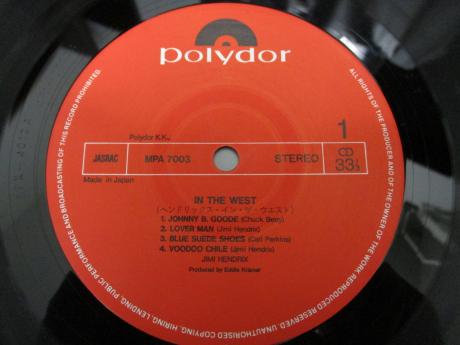 polydor
Polydor K.K.
JASRAC
MPA 7003
STEREO
1
CD
33⅓
Made in Japan
IN THE WEST
(ヘンドリックス・イン・ザ・ウエスト)
1. JOHNNY B. GOODE (Chuck Berry)
2. LOVER MAN (Jimi Hendrix)
3. BLUE SUEDE SHOES (Carl Perkins)
4. VOODOO CHILE (Jimi Hendrix)
JIMI HENDRIX
Produced by Eddie Kramer
ALL RIGHTS OF THE PRODUCER AND OF THE OWNER OF THE WORK REPRODUCED RESERVED. UNAUTHORISED COPYING, HIRING, LENDING, PUBLIC PERFORMANCE AND BROADCASTING OF THIS RECORD PROHIBITED.